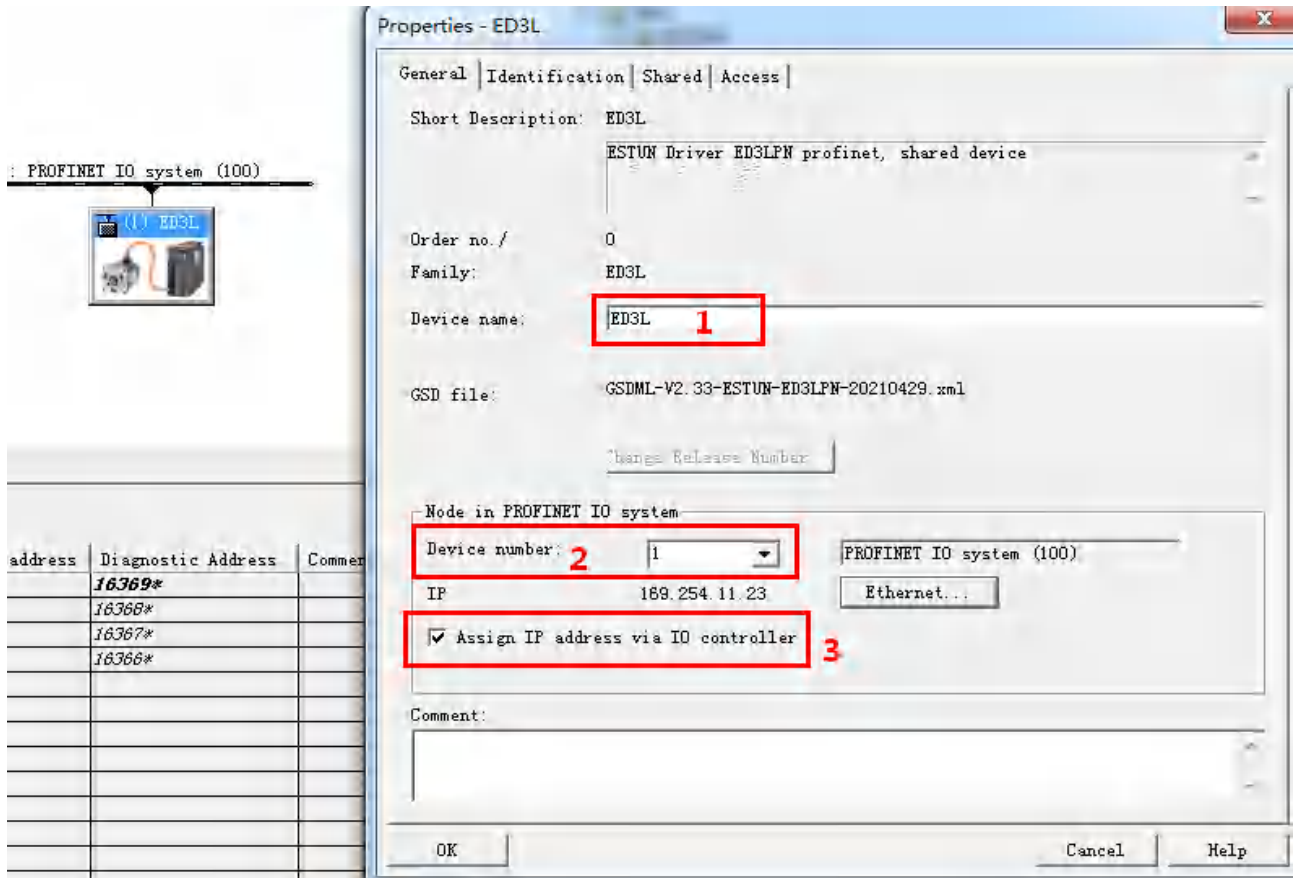 Properties - ED3L
General Identification Shared Access
Short Description: ED3L
ESTUN Driver ED3LPN profinet, shared device
: PROFINET IO system (100)
(1) ED3L
Order no./ 0
Family: ED3L
Device name: ED3L 1
GSD file: GSDML-V2.33-ESTUN-ED3LPN-20210429.xml
Change Release Number
Node in PROFINET IO system
Device number: 2 1 PROFINET IO system (100)
IP 169.254.11.23 Ethernet...
Assign IP address via IO controller 3
address Diagnostic Address Commen
16369*
16368*
16367*
16366*
Comment:
OK Cancel Help